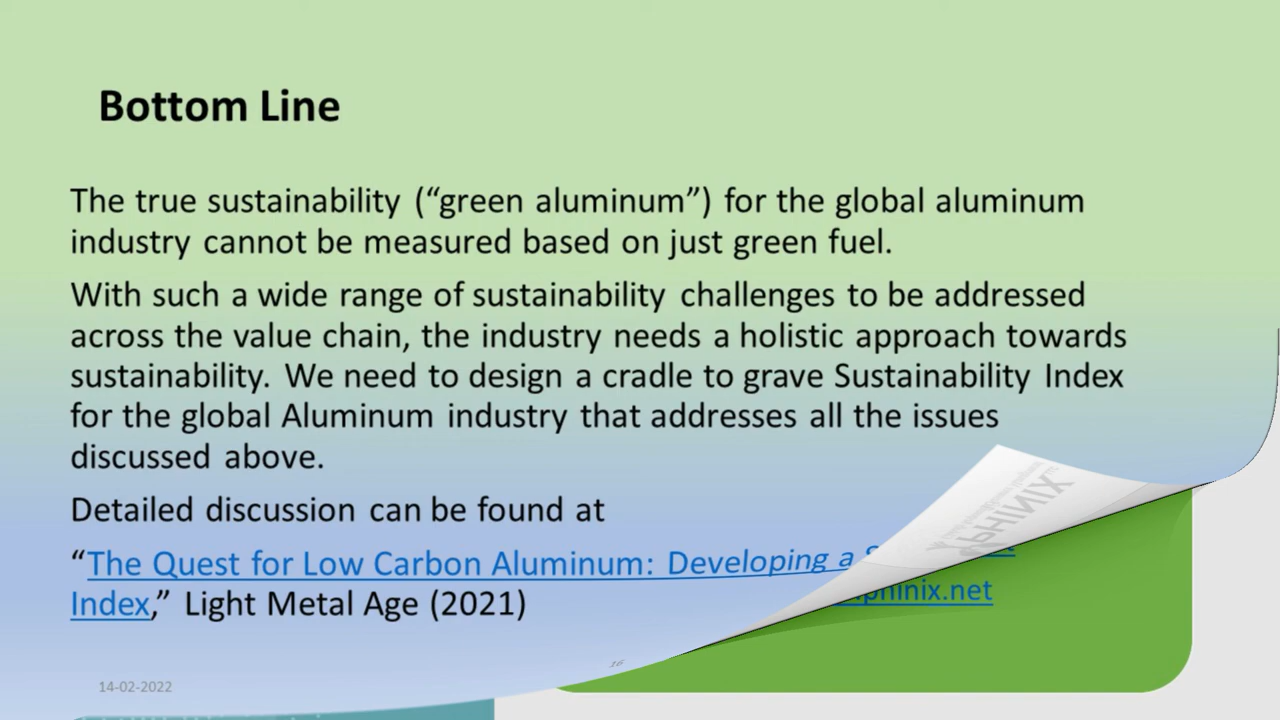 Bottom Line
The true sustainability (“green aluminum”) for the global aluminum
industry cannot be measured based on just green fuel.
With such a wide range of sustainability challenges to be addressed
across the value chain, the industry needs a holistic approach towards
sustainability. We need to design a cradle to grave Sustainability Index
for the global Aluminum industry that addresses all the issues
discussed above.
Detailed discussion can be found at
“The Quest for Low Carbon Aluminum: Developing a
Index,” Light Metal Age (2021)
phinix.net
16
14-02-2022
PHINIX